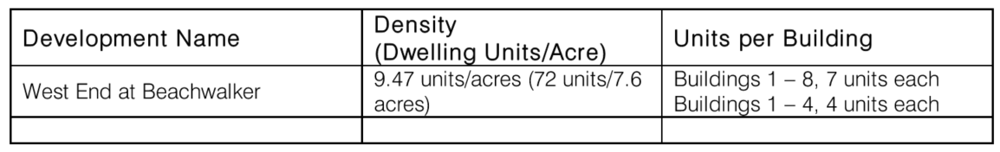 Development Name
Density
(Dwelling Units/Acre)
Units per Building
West End at Beachwalker
9.47 units/acres (72 units/7.6
acres)
Buildings 1 – 8, 7 units each
Buildings 1 – 4, 4 units each